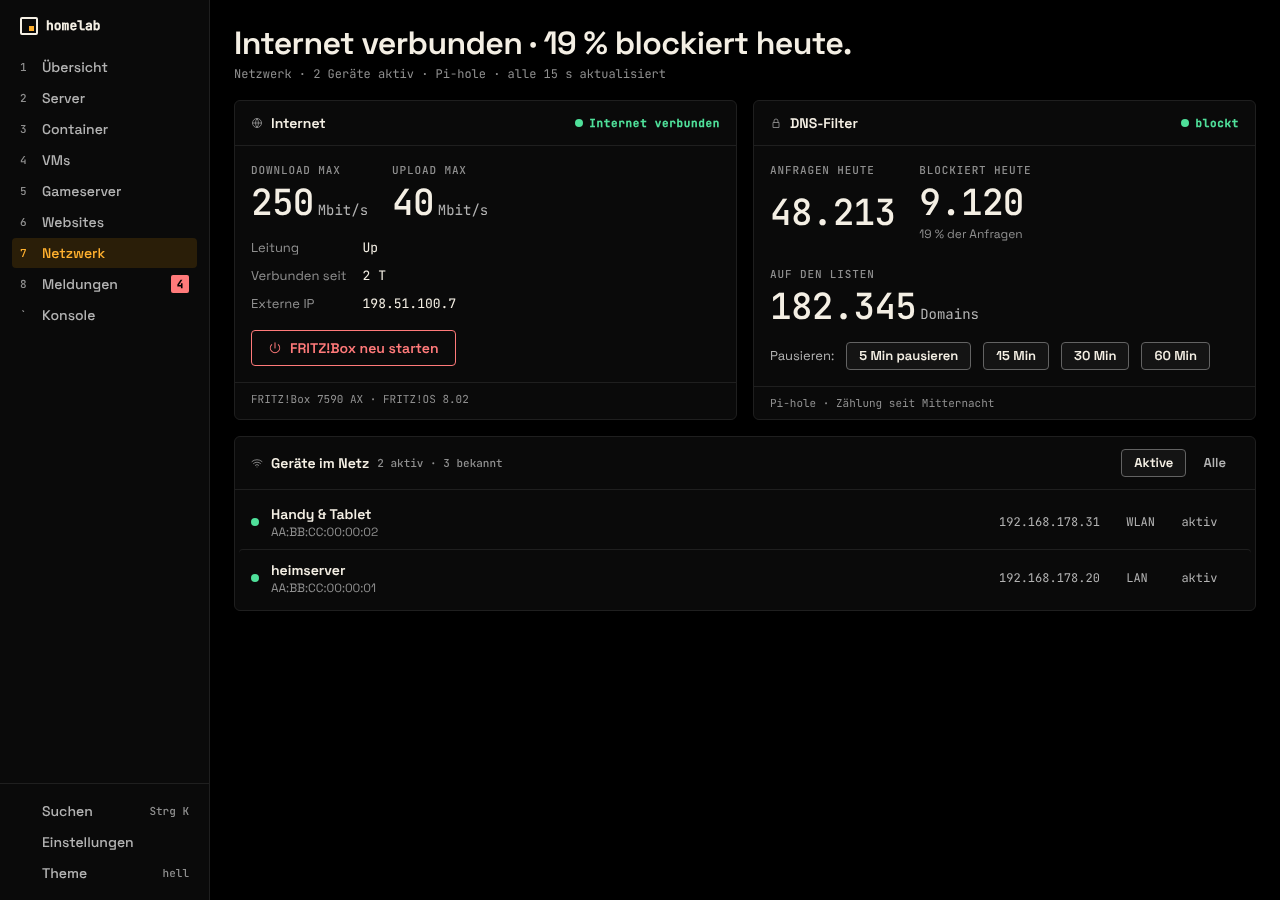 homelab
1 Übersicht
2 Server
3 Container
4 VMs
5 Gameserver
6 Websites
7 Netzwerk
8 Meldungen 4
` Konsole
Suchen Strg K
Einstellungen
Theme hell
Internet verbunden · 19 % blockiert heute.
Netzwerk · 2 Geräte aktiv · Pi-hole · alle 15 s aktualisiert
Internet Internet verbunden
DOWNLOAD MAX UPLOAD MAX
250 Mbit/s 40 Mbit/s
Leitung Up
Verbunden seit 2 T
Externe IP 198.51.100.7
FRITZ!Box neu starten
FRITZ!Box 7590 AX · FRITZ!OS 8.02
DNS-Filter blockt
ANFRAGEN HEUTE BLOCKIERT HEUTE
48.213 9.120
19 % der Anfragen
AUF DEN LISTEN
182.345 Domains
Pausieren: 5 Min pausieren 15 Min 30 Min 60 Min
Pi-hole · Zählung seit Mitternacht
Geräte im Netz 2 aktiv · 3 bekannt Aktive Alle
Handy & Tablet
AA:BB:CC:00:00:02
192.168.178.31 WLAN aktiv
heimserver
AA:BB:CC:00:00:01
192.168.178.20 LAN aktiv